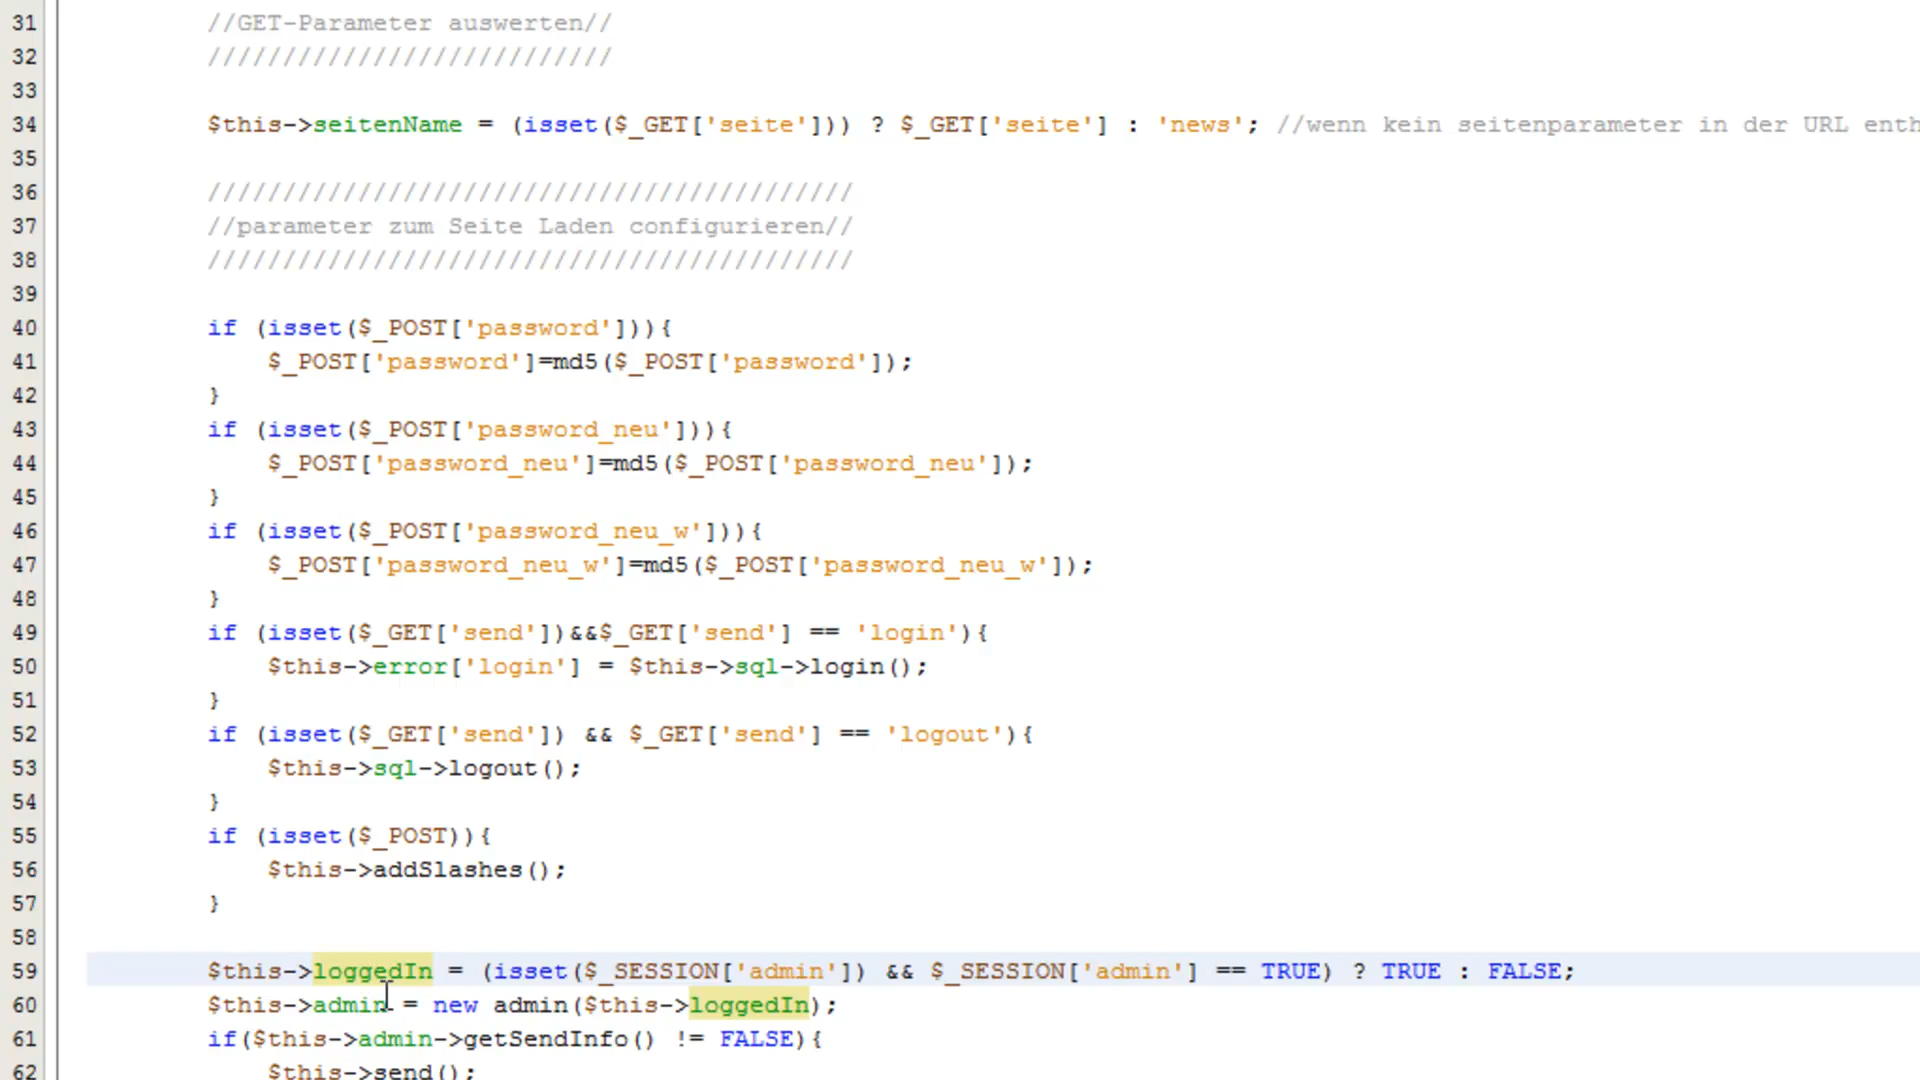 31 //GET-Parameter auswerten//
32 ///////////////////////////
33
34 $this->seitenName = (isset($_GET['seite'])) ? $_GET['seite'] : 'news'; //wenn kein seitenparameter in der URL enth
35
36 ///////////////////////////////////////////
37 //parameter zum Seite Laden configurieren//
38 ///////////////////////////////////////////
39
40 if (isset($_POST['password'])){
41 $_POST['password']=md5($_POST['password']);
42 }
43 if (isset($_POST['password_neu'])){
44 $_POST['password_neu']=md5($_POST['password_neu']);
45 }
46 if (isset($_POST['password_neu_w'])){
47 $_POST['password_neu_w']=md5($_POST['password_neu_w']);
48 }
49 if (isset($_GET['send'])&&$_GET['send'] == 'login'){
50 $this->error['login'] = $this->sql->login();
51 }
52 if (isset($_GET['send']) && $_GET['send'] == 'logout'){
53 $this->sql->logout();
54 }
55 if (isset($_POST)){
56 $this->addSlashes();
57 }
58
59 $this->loggedIn = (isset($_SESSION['admin']) && $_SESSION['admin'] == TRUE) ? TRUE : FALSE;
60 $this->admin = new admin($this->loggedIn);
61 if($this->admin->getSendInfo() != FALSE){
62 $this->send();